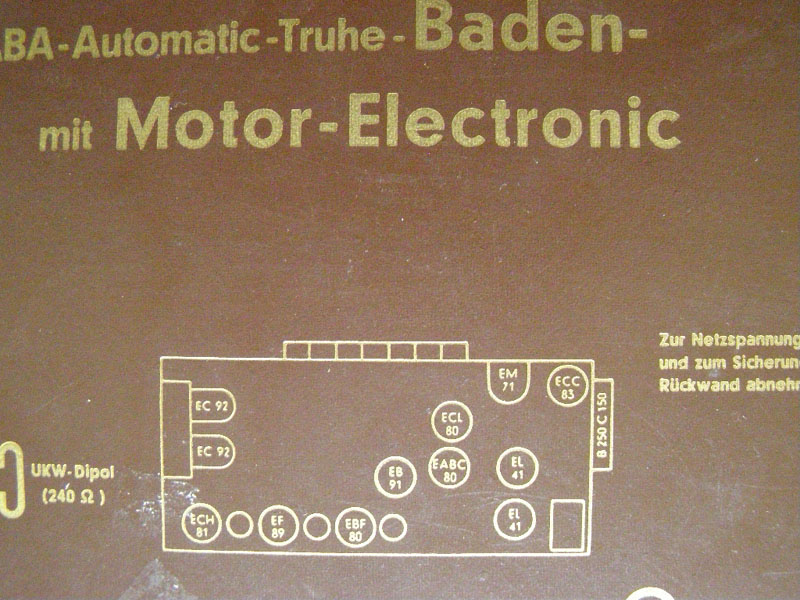 ABA-Automatic-Truhe-Baden-
mit Motor-Electronic
Zur Netzspannung
und zum Sicherun
Rückwand abnehm
EM
71
ECC
83
B 250 C 150
EC 92
ECL
80
EC 92
EABC
80
EL
41
EB
91
UKW-Dipol
(240 Ω)
ECH
81
EF
89
EBF
80
EL
41